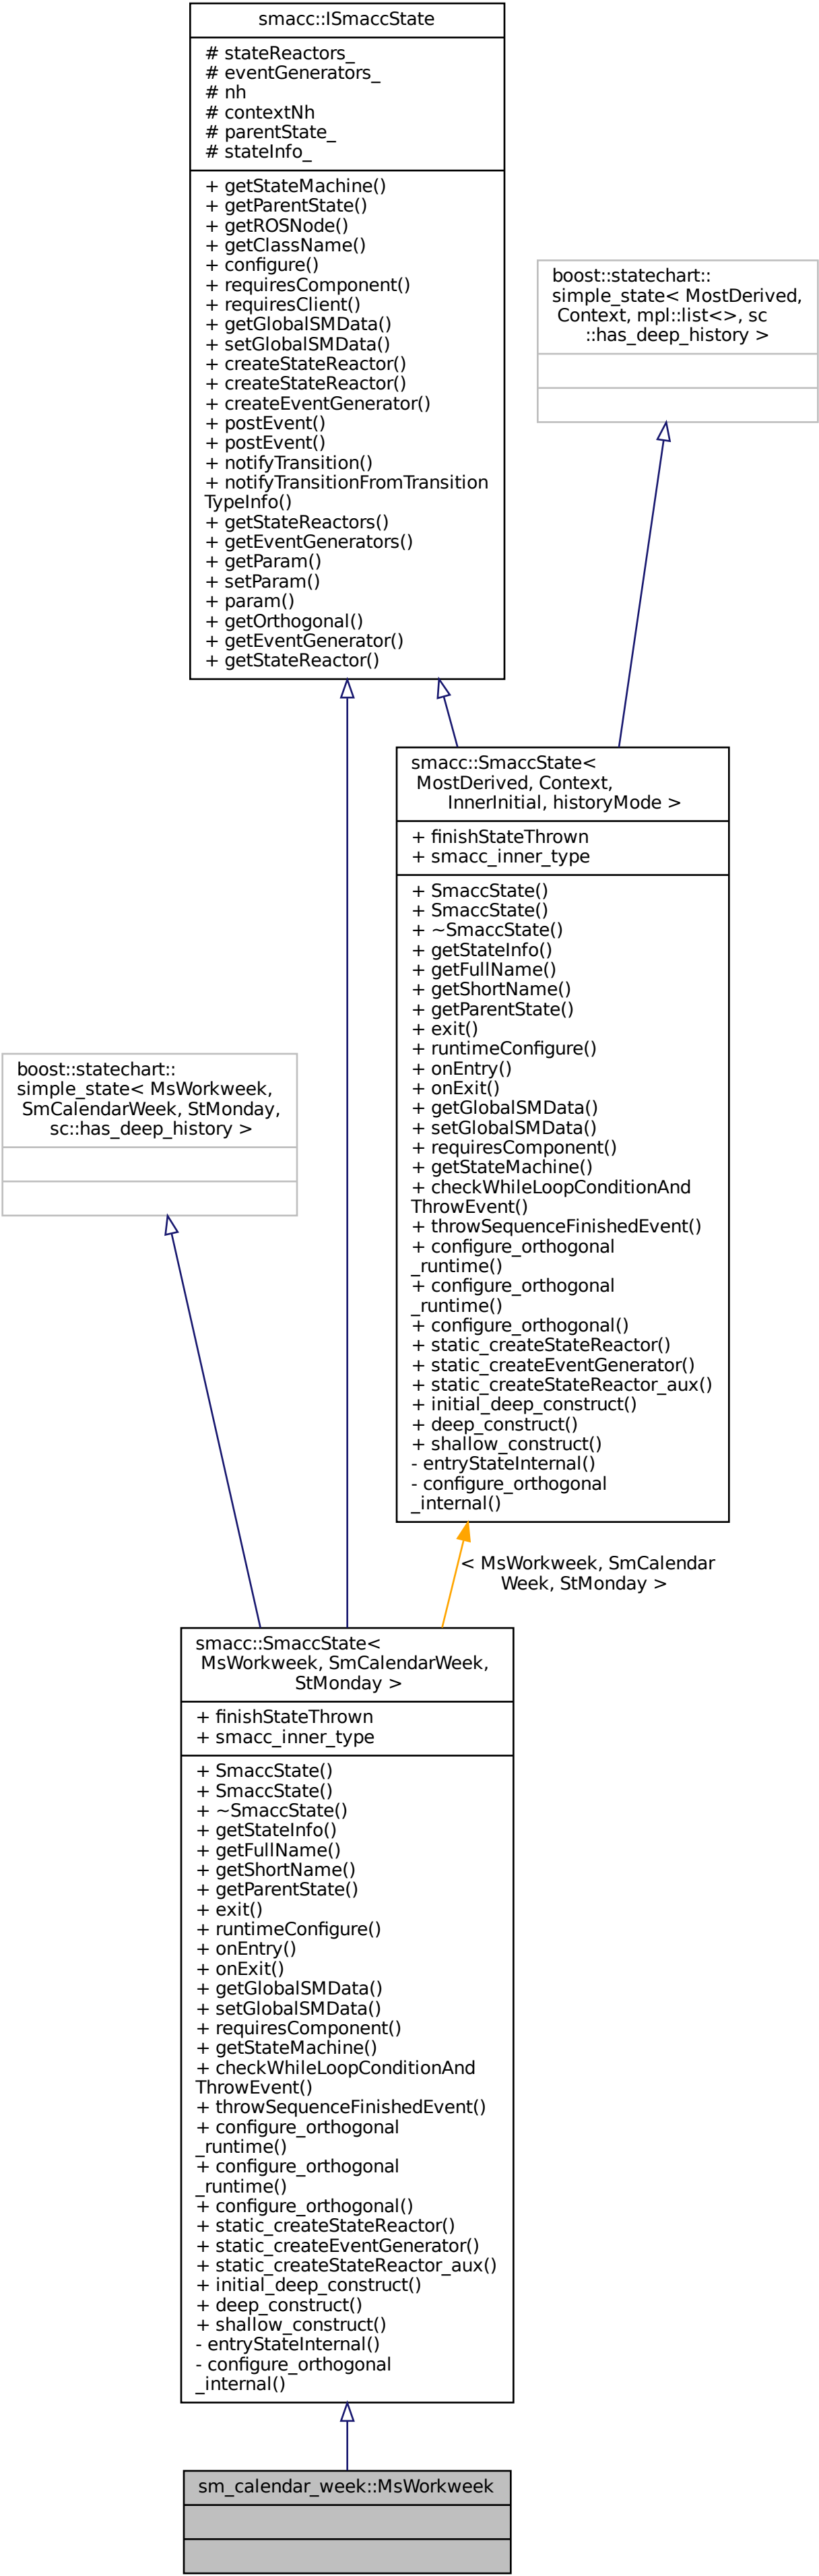 smacc::ISmaccState
# stateReactors_
# eventGenerators_
# nh
# contextNh
# parentState_
# stateInfo_
+ getStateMachine()
+ getParentState()
+ getROSNode()
+ getClassName()
+ configure()
+ requiresComponent()
+ requiresClient()
+ getGlobalSMData()
+ setGlobalSMData()
+ createStateReactor()
+ createStateReactor()
+ createEventGenerator()
+ postEvent()
+ postEvent()
+ notifyTransition()
+ notifyTransitionFromTransition
TypeInfo()
+ getStateReactors()
+ getEventGenerators()
+ getParam()
+ setParam()
+ param()
+ getOrthogonal()
+ getEventGenerator()
+ getStateReactor()
boost::statechart::
simple_state< MostDerived,
Context, mpl::list<>, sc
::has_deep_history >
smacc::SmaccState<
MostDerived, Context,
InnerInitial, historyMode >
+ finishStateThrown
+ smacc_inner_type
+ SmaccState()
+ SmaccState()
+ ~SmaccState()
+ getStateInfo()
+ getFullName()
+ getShortName()
+ getParentState()
+ exit()
+ runtimeConfigure()
+ onEntry()
+ onExit()
+ getGlobalSMData()
+ setGlobalSMData()
+ requiresComponent()
+ getStateMachine()
+ checkWhileLoopConditionAnd
ThrowEvent()
+ throwSequenceFinishedEvent()
+ configure_orthogonal
_runtime()
+ configure_orthogonal
_runtime()
+ configure_orthogonal()
+ static_createStateReactor()
+ static_createEventGenerator()
+ static_createStateReactor_aux()
+ initial_deep_construct()
+ deep_construct()
+ shallow_construct()
- entryStateInternal()
- configure_orthogonal
_internal()
boost::statechart::
simple_state< MsWorkweek,
SmCalendarWeek, StMonday,
sc::has_deep_history >
< MsWorkweek, SmCalendar
Week, StMonday >
smacc::SmaccState<
MsWorkweek, SmCalendarWeek,
StMonday >
+ finishStateThrown
+ smacc_inner_type
+ SmaccState()
+ SmaccState()
+ ~SmaccState()
+ getStateInfo()
+ getFullName()
+ getShortName()
+ getParentState()
+ exit()
+ runtimeConfigure()
+ onEntry()
+ onExit()
+ getGlobalSMData()
+ setGlobalSMData()
+ requiresComponent()
+ getStateMachine()
+ checkWhileLoopConditionAnd
ThrowEvent()
+ throwSequenceFinishedEvent()
+ configure_orthogonal
_runtime()
+ configure_orthogonal
_runtime()
+ configure_orthogonal()
+ static_createStateReactor()
+ static_createEventGenerator()
+ static_createStateReactor_aux()
+ initial_deep_construct()
+ deep_construct()
+ shallow_construct()
- entryStateInternal()
- configure_orthogonal
_internal()
sm_calendar_week::MsWorkweek